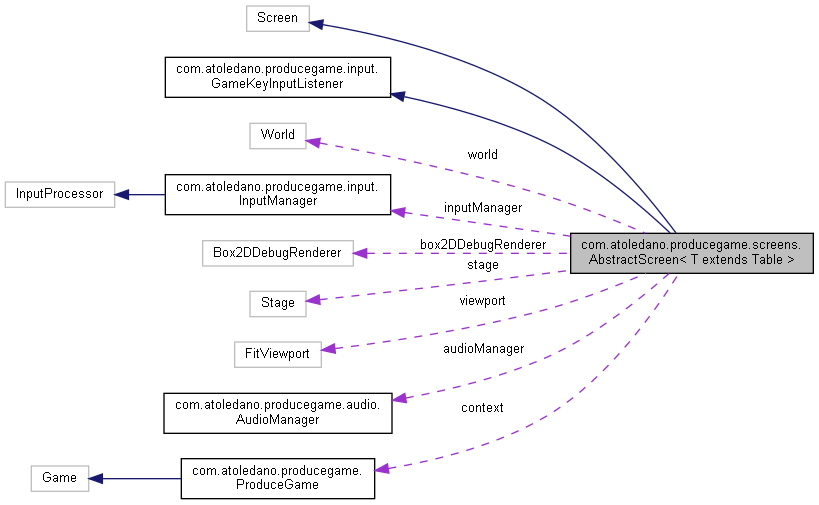 Screen
com.atoledano.producegame.input.
GameKeyInputListener
World
world
InputProcessor
com.atoledano.producegame.input.
InputManager
inputManager
com.atoledano.producegame.screens.
AbstractScreen< T extends Table >
Box2DDebugRenderer
box2DDebugRenderer
stage
Stage
viewport
FitViewport
audioManager
com.atoledano.producegame.audio.
AudioManager
context
Game
com.atoledano.producegame.
ProduceGame